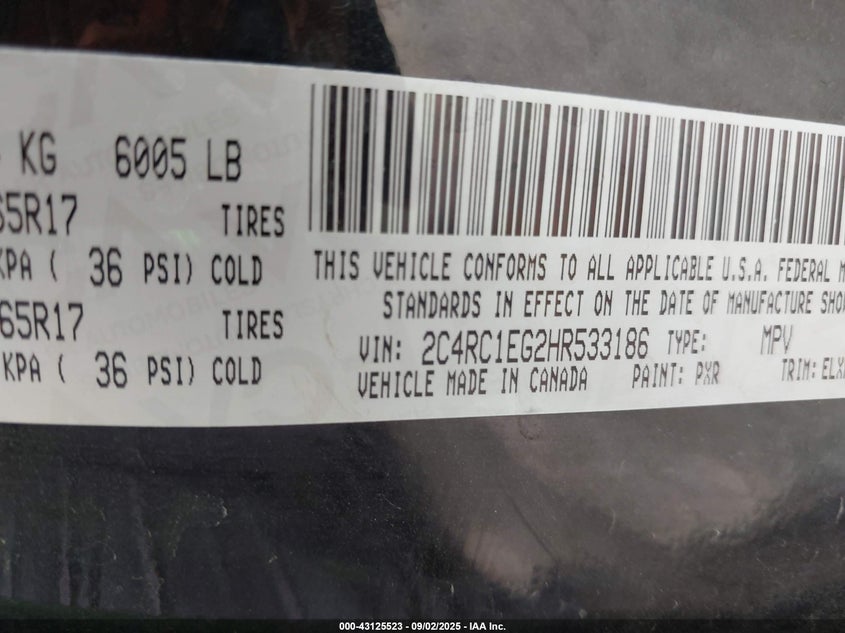 KG 6005 LB
65R17 TIRES
KPA ( 36 PSI) COLD
65R17 TIRES
KPA ( 36 PSI) COLD
THIS VEHICLE CONFORMS TO ALL APPLICABLE U.S.A. FEDERAL M
STANDARDS IN EFFECT ON THE DATE OF MANUFACTURE SHO
VIN: 2C4RC1EG2HR533186 TYPE: MPV
VEHICLE MADE IN CANADA PAINT: PXR TRIM: ELX
000-43125523 - 09/02/2025 - IAA Inc.